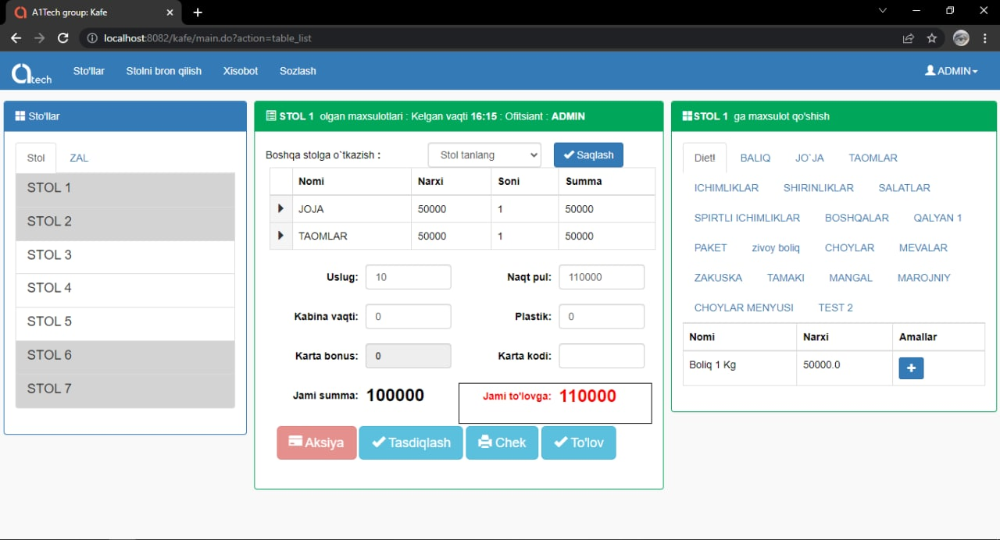 A1Tech group: Kafe
localhost:8082/kafe/main.do?action=table_list
tech Sto'llar Stolni bron qilish Xisobot Sozlash ADMIN
Sto'llar
Stol ZAL
STOL 1
STOL 2
STOL 3
STOL 4
STOL 5
STOL 6
STOL 7
STOL 1 olgan maxsulotlari : Kelgan vaqti 16:15 : Ofitsiant : ADMIN
Boshqa stolga o`tkazish : Stol tanlang Saqlash
Nomi Narxi Soni Summa
JOJA 50000 1 50000
TAOMLAR 50000 1 50000
Uslug: 10 Naqt pul: 110000
Kabina vaqti: 0 Plastik: 0
Karta bonus: 0 Karta kodi:
Jami summa: 100000 Jami to'lovga: 110000
Aksiya Tasdiqlash Chek To'lov
STOL 1 ga maxsulot qo'shish
Diet! BALIQ JO`JA TAOMLAR
ICHIMLIKLAR SHIRINLIKLAR SALATLAR
SPIRTLI ICHIMLIKLAR BOSHQALAR QALYAN 1
PAKET zivoy boliq CHOYLAR MEVALAR
ZAKUSKA TAMAKI MANGAL MAROJNIY
CHOYLAR MENYUSI TEST 2
Nomi Narxi Amallar
Boliq 1 Kg 50000.0